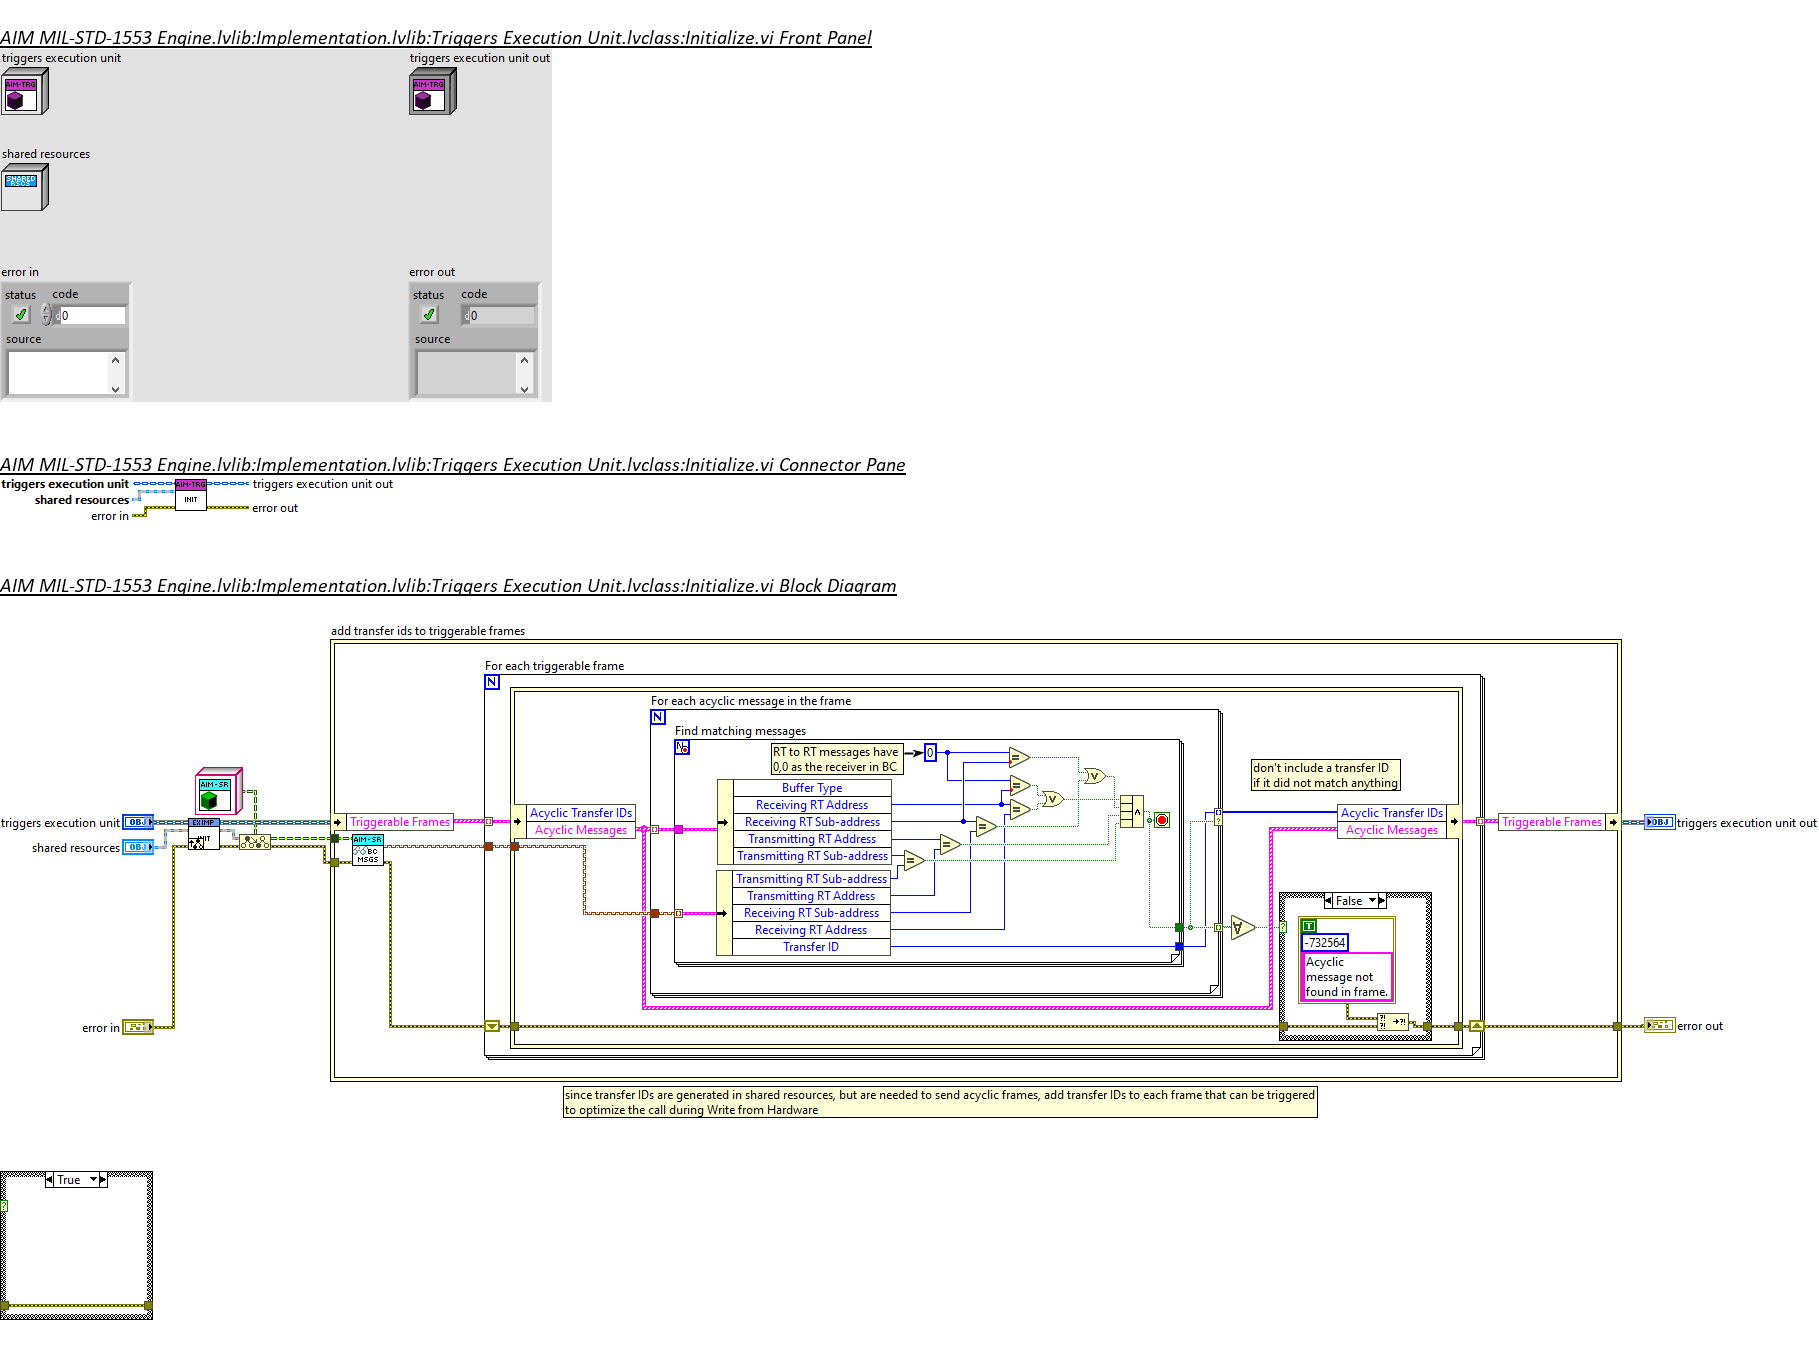 AIM MIL-STD-1553 Engine.lvlib:Implementation.lvlib:Triggers Execution Unit.lvclass:Initialize.vi Front Panel
triggers execution unit
triggers execution unit out
AIM-TRG
AIM-TRG
shared resources
SHARED
RSCS
error in
error out
status
code
status
code
0
0
source
source
AIM MIL-STD-1553 Engine.lvlib:Implementation.lvlib:Triggers Execution Unit.lvclass:Initialize.vi Connector Pane
triggers execution unit
AIM-TRG
triggers execution unit out
shared resources
INIT
error in
error out
AIM MIL-STD-1553 Engine.lvlib:Implementation.lvlib:Triggers Execution Unit.lvclass:Initialize.vi Block Diagram
add transfer ids to triggerable frames
For each triggerable frame
N
For each acyclic message in the frame
N
Find matching messages
N
RT to RT messages have
0,0 as the receiver in BC
0
don't include a transfer ID
if it did not match anything
Buffer Type
Receiving RT Address
Receiving RT Sub-address
Transmitting RT Address
Transmitting RT Sub-address
Transmitting RT Sub-address
Transmitting RT Address
Receiving RT Sub-address
Receiving RT Address
Transfer ID
AIM-SR
triggers execution unit
OBJ
EXIMP
INIT
shared resources
OBJ
Triggerable Frames
AIM-SR
BC
MSGS
Acyclic Transfer IDs
Acyclic Messages
Acyclic Transfer IDs
Acyclic Messages
Triggerable Frames
OBJ
triggers execution unit out
False
T
-732564
Acyclic
message not
found in frame.
error in
error out
since transfer IDs are generated in shared resources, but are needed to send acyclic frames, add transfer IDs to each frame that can be triggered
to optimize the call during Write from Hardware
True